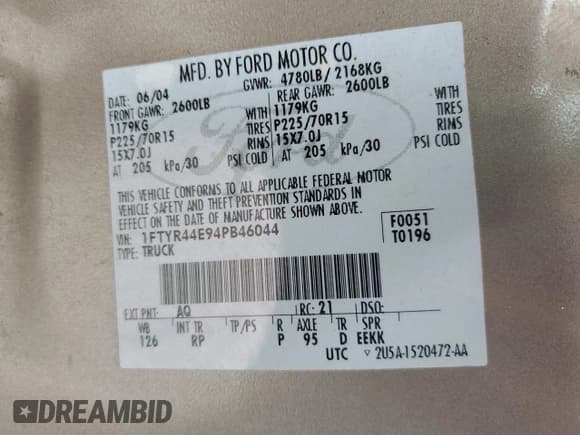 MFD. BY FORD MOTOR CO.
DATE: 06/04 GVWR: 4780LB/ 2168KG
FRONT GAWR: 2600LB REAR GAWR: 2600LB
1179KG WITH 1179KG WITH
P225/70R15 TIRES P225/70R15 TIRES
15X7.0J RIMS 15X7.0J RIMS
AT 205 kPa/30 PSI COLD AT 205 kPa/30 PSI COLD
Ford
THIS VEHICLE CONFORMS TO ALL APPLICABLE FEDERAL MOTOR
VEHICLE SAFETY AND THEFT PREVENTION STANDARDS IN
EFFECT ON THE DATE OF MANUFACTURE SHOWN ABOVE.
VIN: 1FTYR44E94PB46044 F0051
TYPE: TRUCK T0196
EXT PNT: AQ RC: 21 DSO:
WB INT TR TP/PS R AXLE TR SPR
126 RP P 95 D EEKK
UTC ▽ 2U5A-1520472-AA
DREAMBID